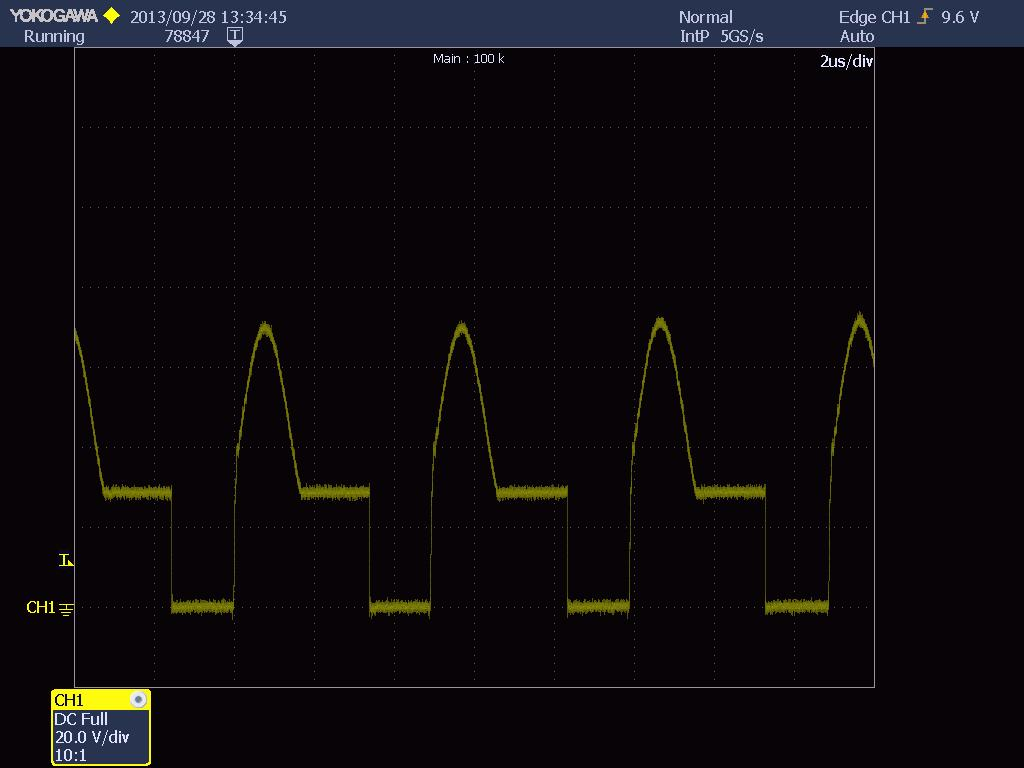 YOKOGAWA 2013/09/28 13:34:45 Normal Edge CH1 9.6 V
Running 78847 T IntP 5GS/s Auto
Main : 100 k 2us/div
T
CH1
CH1
DC Full
20.0 V/div
10:1